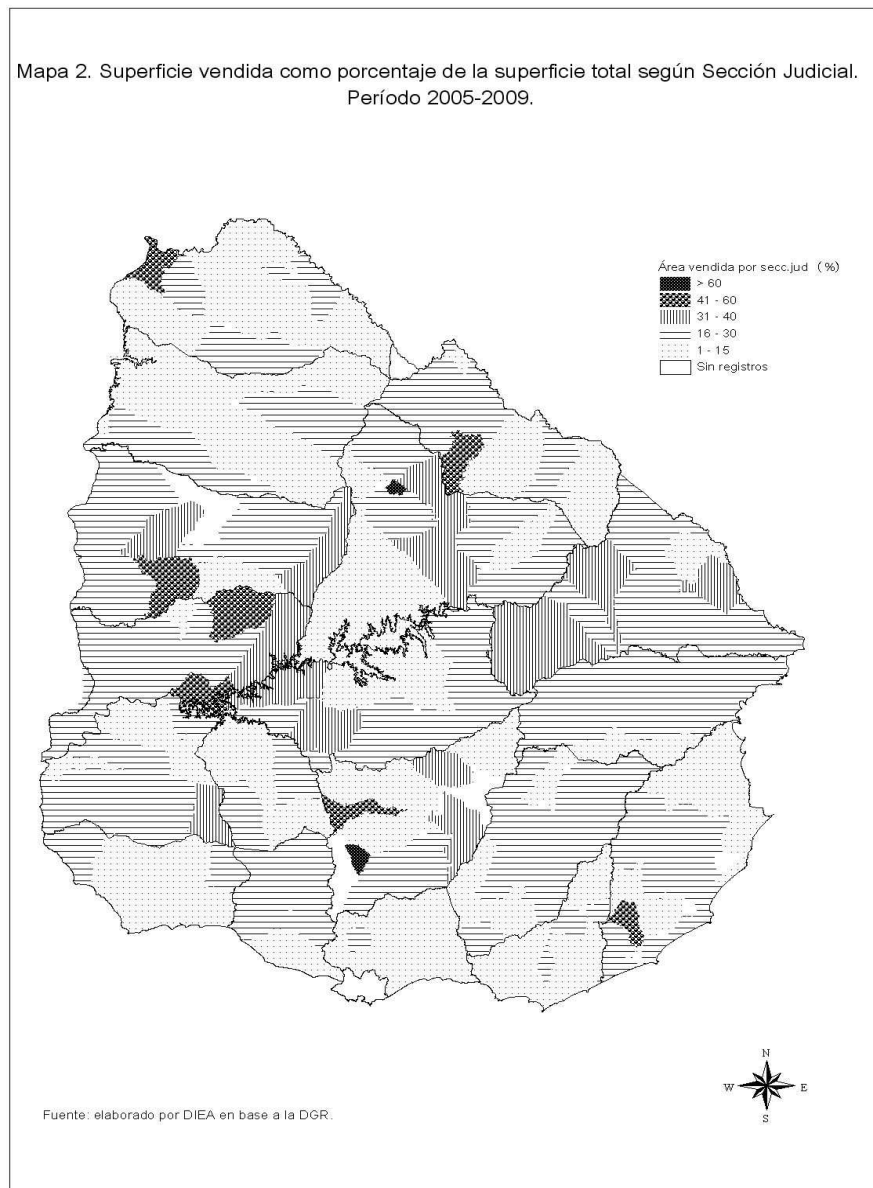 Mapa 2. Superficie vendida como porcentaje de la superficie total según Sección Judicial.
Período 2005-2009.
Área vendida por secc.jud (%)
> 60
41 - 60
31 - 40
16 - 30
1 - 15
Sin registros
N
W E
S
Fuente: elaborado por DIEA en base a la DGR.